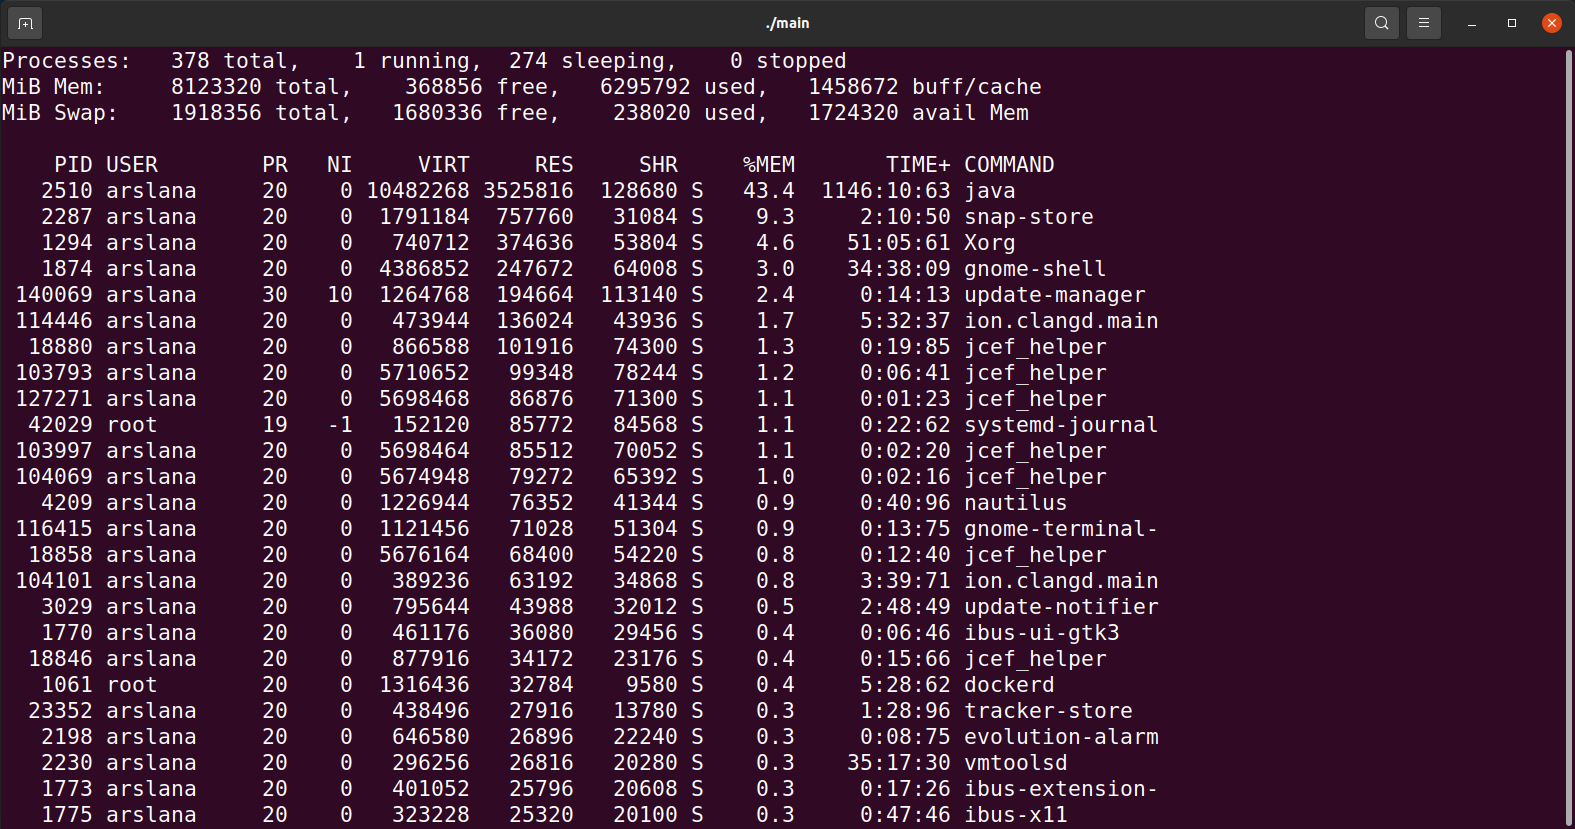 ./main
Processes:   378 total,    1 running,  274 sleeping,    0 stopped
MiB Mem:     8123320 total,    368856 free,   6295792 used,   1458672 buff/cache
MiB Swap:    1918356 total,   1680336 free,    238020 used,   1724320 avail Mem
PID USER        PR   NI     VIRT     RES     SHR     %MEM       TIME+ COMMAND
2510 arslana     20    0 10482268 3525816  128680 S   43.4  1146:10:63 java
2287 arslana     20    0  1791184  757760   31084 S    9.3     2:10:50 snap-store
1294 arslana     20    0   740712  374636   53804 S    4.6    51:05:61 Xorg
1874 arslana     20    0  4386852  247672   64008 S    3.0    34:38:09 gnome-shell
140069 arslana     30   10  1264768  194664  113140 S    2.4     0:14:13 update-manager
114446 arslana     20    0   473944  136024   43936 S    1.7     5:32:37 ion.clangd.main
18880 arslana     20    0   866588  101916   74300 S    1.3     0:19:85 jcef_helper
103793 arslana     20    0  5710652   99348   78244 S    1.2     0:06:41 jcef_helper
127271 arslana     20    0  5698468   86876   71300 S    1.1     0:01:23 jcef_helper
42029 root        19   -1   152120   85772   84568 S    1.1     0:22:62 systemd-journal
103997 arslana     20    0  5698464   85512   70052 S    1.1     0:02:20 jcef_helper
104069 arslana     20    0  5674948   79272   65392 S    1.0     0:02:16 jcef_helper
4209 arslana     20    0  1226944   76352   41344 S    0.9     0:40:96 nautilus
116415 arslana     20    0  1121456   71028   51304 S    0.9     0:13:75 gnome-terminal-
18858 arslana     20    0  5676164   68400   54220 S    0.8     0:12:40 jcef_helper
104101 arslana     20    0   389236   63192   34868 S    0.8     3:39:71 ion.clangd.main
3029 arslana     20    0   795644   43988   32012 S    0.5     2:48:49 update-notifier
1770 arslana     20    0   461176   36080   29456 S    0.4     0:06:46 ibus-ui-gtk3
18846 arslana     20    0   877916   34172   23176 S    0.4     0:15:66 jcef_helper
1061 root        20    0  1316436   32784    9580 S    0.4     5:28:62 dockerd
23352 arslana     20    0   438496   27916   13780 S    0.3     1:28:96 tracker-store
2198 arslana     20    0   646580   26896   22240 S    0.3     0:08:75 evolution-alarm
2230 arslana     20    0   296256   26816   20280 S    0.3    35:17:30 vmtoolsd
1773 arslana     20    0   401052   25796   20608 S    0.3     0:17:26 ibus-extension-
1775 arslana     20    0   323228   25320   20100 S    0.3     0:47:46 ibus-x11